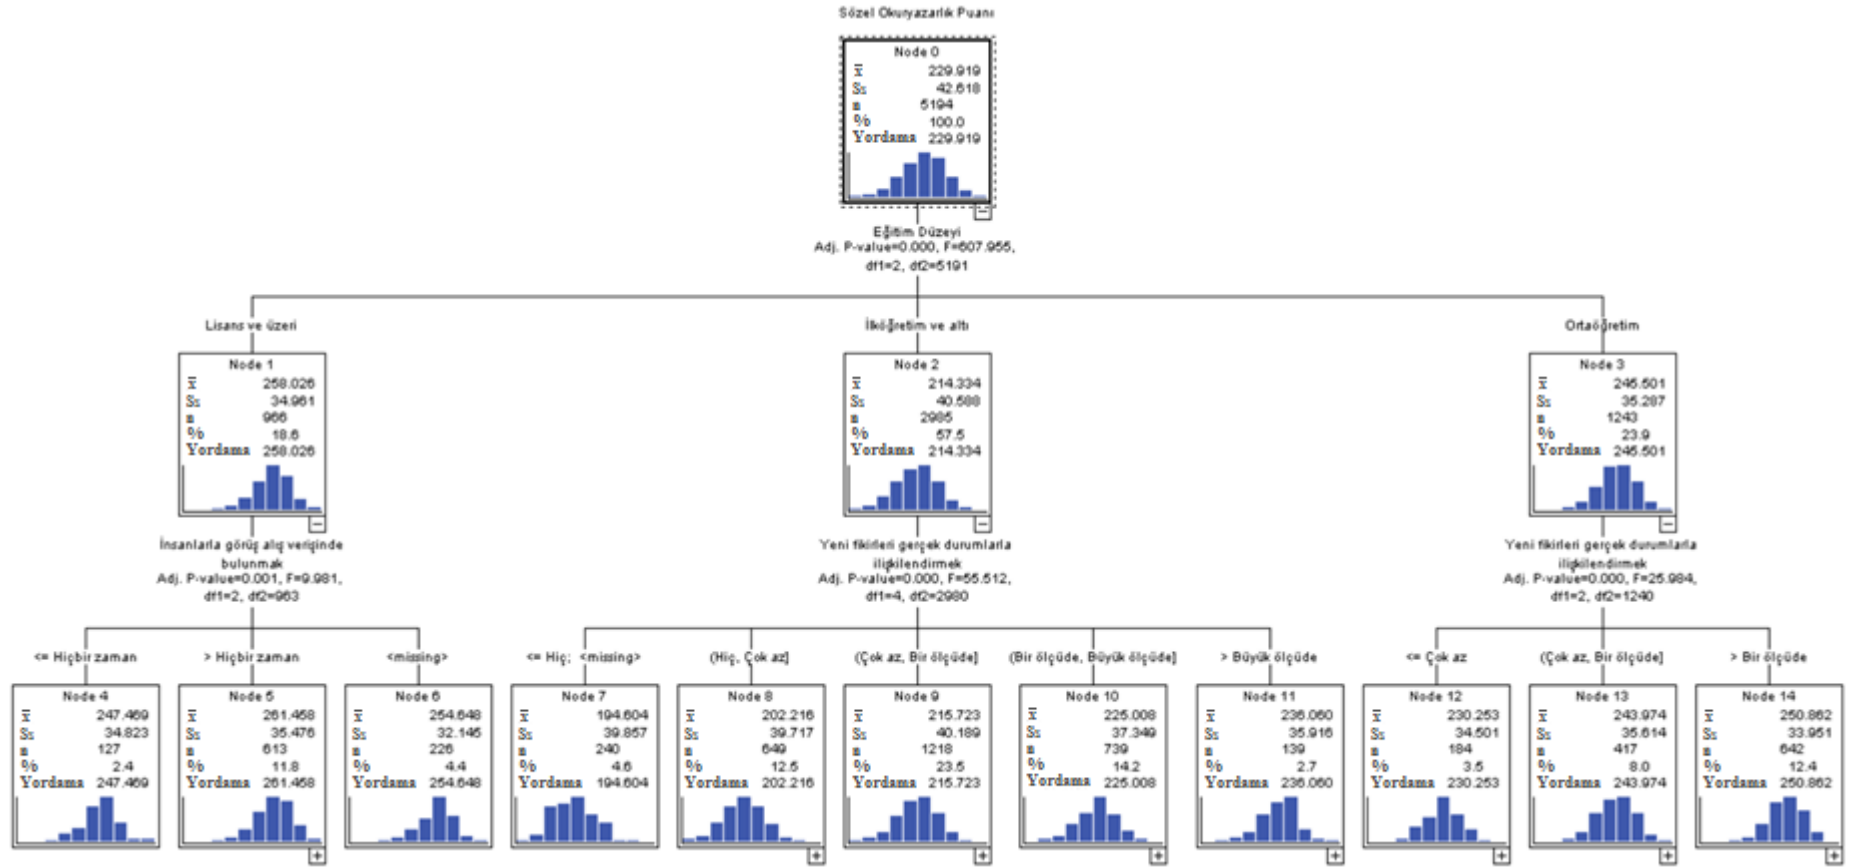 Sözel Okuryazarlık Puanı
Node 0
x̅ 229.919
Ss 42.618
n 5194
% 100.0
Yordama 229.919
Eğitim Düzeyi
Adj. P-value=0.000, F=607.955,
df1=2, df2=5191
Lisans ve üzeri
İlköğretim ve altı
Ortaöğretim
Node 1
x̅ 258.026
Ss 34.961
n 966
% 18.6
Yordama 258.026
Node 2
x̅ 214.334
Ss 40.588
n 2985
% 57.5
Yordama 214.334
Node 3
x̅ 245.501
Ss 35.287
n 1243
% 23.9
Yordama 245.501
İnsanlarla görüş alış verişinde
bulunmak
Adj. P-value=0.001, F=9.981,
df1=2, df2=963
Yeni fikirleri gerçek durumlarla
ilişkilendirmek
Adj. P-value=0.000, F=55.512,
df1=4, df2=2980
Yeni fikirleri gerçek durumlarla
ilişkilendirmek
Adj. P-value=0.000, F=25.984,
df1=2, df2=1240
<= Hiçbir zaman
> Hiçbir zaman
<missing>
<= Hiç; <missing>
(Hiç, Çok az]
(Çok az, Bir ölçüde]
(Bir ölçüde, Büyük ölçüde]
> Büyük ölçüde
<= Çok az
(Çok az, Bir ölçüde]
> Bir ölçüde
Node 4
x̅ 247.469
Ss 34.823
n 127
% 2.4
Yordama 247.469
Node 5
x̅ 261.458
Ss 35.476
n 613
% 11.8
Yordama 261.458
Node 6
x̅ 254.648
Ss 32.145
n 226
% 4.4
Yordama 254.648
Node 7
x̅ 194.604
Ss 39.857
n 240
% 4.6
Yordama 194.604
Node 8
x̅ 202.216
Ss 39.717
n 649
% 12.5
Yordama 202.216
Node 9
x̅ 215.723
Ss 40.189
n 1218
% 23.5
Yordama 215.723
Node 10
x̅ 225.008
Ss 37.349
n 739
% 14.2
Yordama 225.008
Node 11
x̅ 236.060
Ss 35.916
n 139
% 2.7
Yordama 236.060
Node 12
x̅ 230.253
Ss 34.501
n 184
% 3.5
Yordama 230.253
Node 13
x̅ 243.974
Ss 35.614
n 417
% 8.0
Yordama 243.974
Node 14
x̅ 250.862
Ss 33.951
n 642
% 12.4
Yordama 250.862